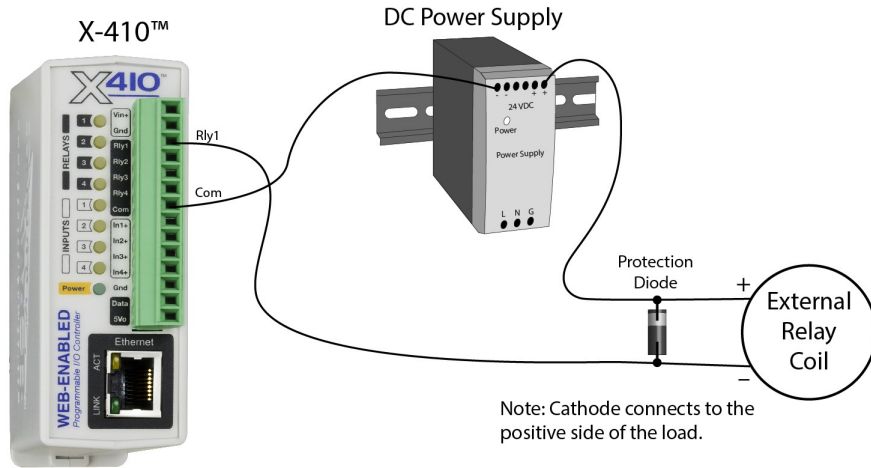 X-410™
DC Power Supply
X410™
RELAYS
1
2
3
4
INPUTS
1
2
3
4
Power
Vin+
Gnd
Rly1
Rly2
Rly3
Rly4
Com
In1+
In2+
In3+
In4+
Gnd
Data
5Vo
WEB-ENABLED
Programmable I/O Controller
Ethernet
ACT
LINK
Rly1
Com
- - + +
24 VDC
Power
Power Supply
L N G
Protection
Diode
+
External
Relay
Coil
–
Note: Cathode connects to the
positive side of the load.